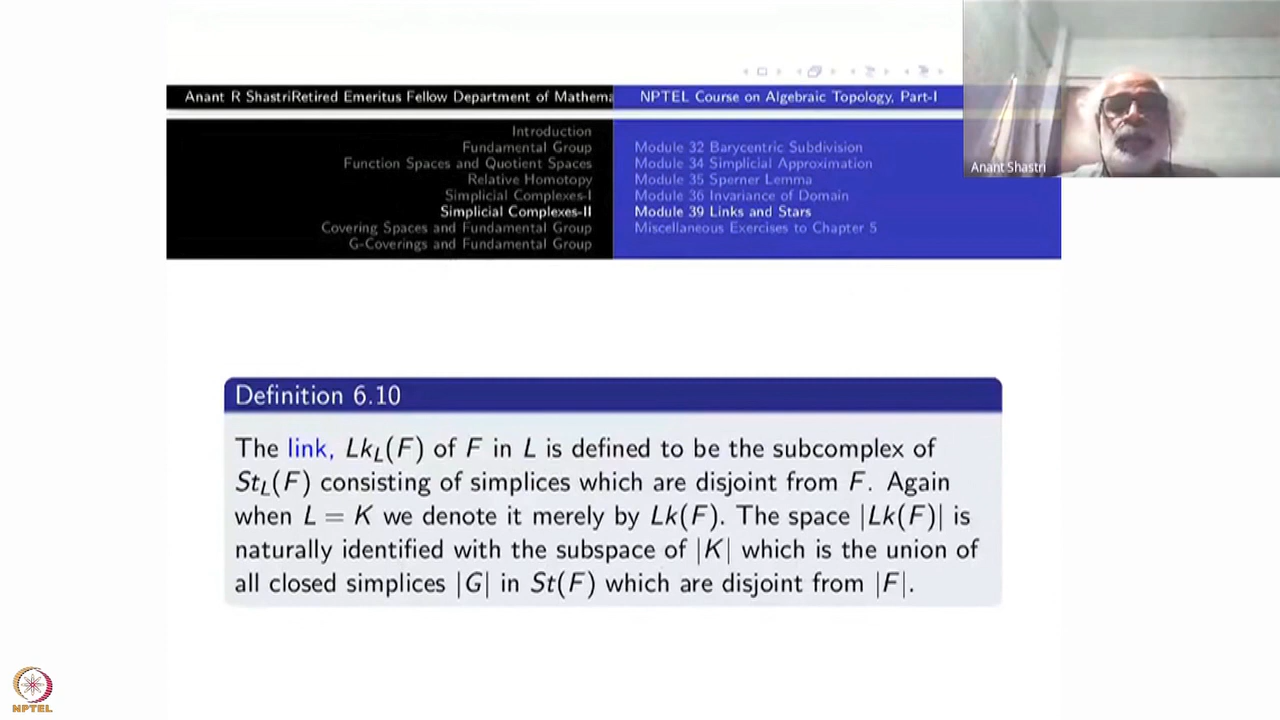 Anant R ShastriRetired Emeritus Fellow Department of Mathema
NPTEL Course on Algebraic Topology, Part-I
Introduction
Fundamental Group
Function Spaces and Quotient Spaces
Relative Homotopy
Simplicial Complexes-I
Simplicial Complexes-II
Covering Spaces and Fundamental Group
G-Coverings and Fundamental Group
Module 32 Barycentric Subdivision
Module 34 Simplicial Approximation
Module 35 Sperner Lemma
Module 36 Invariance of Domain
Module 39 Links and Stars
Miscellaneous Exercises to Chapter 5
Anant Shastri
Definition 6.10
The link, Lk_L(F) of F in L is defined to be the subcomplex of
St_L(F) consisting of simplices which are disjoint from F. Again
when L = K we denote it merely by Lk(F). The space |Lk(F)| is
naturally identified with the subspace of |K| which is the union of
all closed simplices |G| in St(F) which are disjoint from |F|.
NPTEL